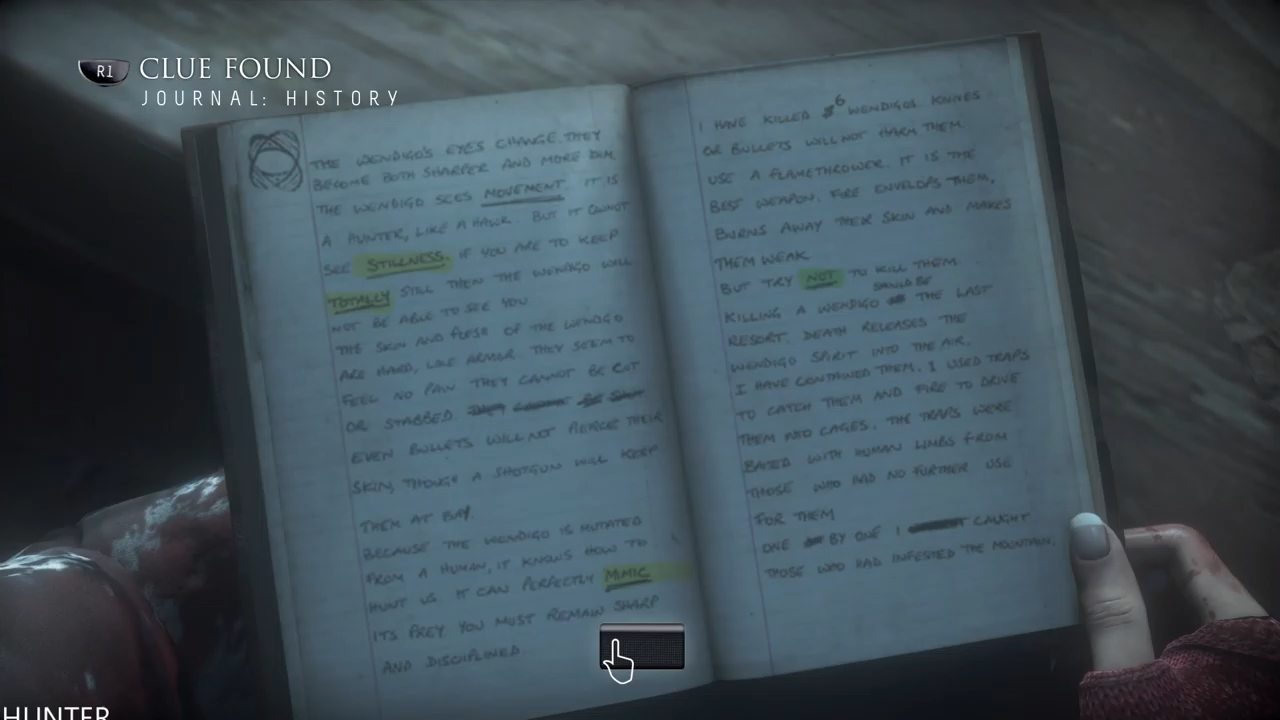 R1 CLUE FOUND
JOURNAL: HISTORY
THE WENDIGO'S EYES CHANGE. THEY
BECOME BOTH SHARPER AND MORE DIM.
THE WENDIGO SEES MOVEMENT. IT IS
A HUNTER, LIKE A HAWK. BUT IT CANNOT
SEE STILLNESS. IF YOU ARE TO KEEP
TOTALLY STILL THEN THE WENDIGO WILL
NOT BE ABLE TO SEE YOU
THE SKIN AND FLESH OF THE WENDIGO
ARE HARD, LIKE ARMOR. THEY SEEM TO
FEEL NO PAIN THEY CANNOT BE CUT
OR STABBED
EVEN BULLETS WILL NOT PIERCE THEIR
SKIN, THOUGH A SHOTGUN WILL KEEP
THEM AT BAY.
BECAUSE THE WENDIGO IS MUTATED
FROM A HUMAN, IT KNOWS HOW TO
HUNT US. IT CAN PERFECTLY MIMIC
ITS PREY YOU MUST REMAIN SHARP
AND DISCIPLINED
I HAVE KILLED 6 WENDIGOS. KNIVES
OR BULLETS WILL NOT HARM THEM.
USE A FLAMETHROWER. IT IS THE
BEST WEAPON. FIRE ENVELOPS THEM,
BURNS AWAY THEIR SKIN AND MAKES
THEM WEAK
BUT TRY NOT TO KILL THEM.
KILLING A WENDIGO SHOULD BE THE LAST
RESORT. DEATH RELEASES THE
WENDIGO SPIRIT INTO THE AIR.
I HAVE CONTAINED THEM. I USED TRAPS
TO CATCH THEM AND FIRE TO DRIVE
THEM INTO CAGES. THE TRAPS WERE
BAITED WITH HUMAN LIMBS FROM
THOSE WHO HAD NO FURTHER USE
FOR THEM
ONE BY ONE I CAUGHT
THOSE WHO HAD INFESTED THE MOUNTAIN.
HUNTER